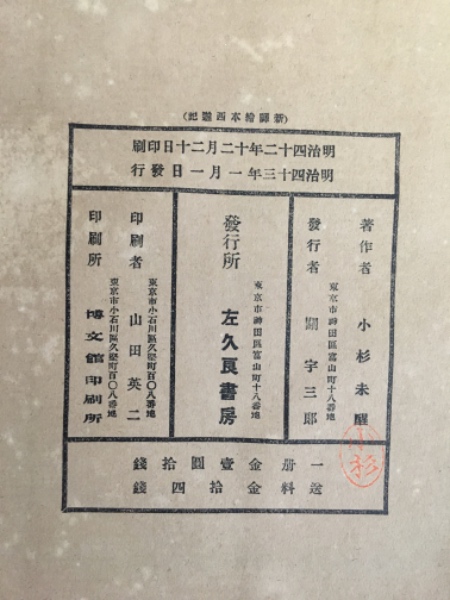 (新譯繪本西遊記)
明治四十二年十二月二十日印刷
明治四十三年一月一日發行
著作者 小杉未醒
東京市神田區富山町十八番地
發行者 關宇三郎
東京市神田區富山町十八番地
發行所 左久良書房
東京市小石川區久堅町百〇八番地
印刷者 山田英二
東京市小石川區久堅町百〇八番地
印刷所 博文館印刷所
一册金壹圓拾錢
送料金拾四錢
小杉